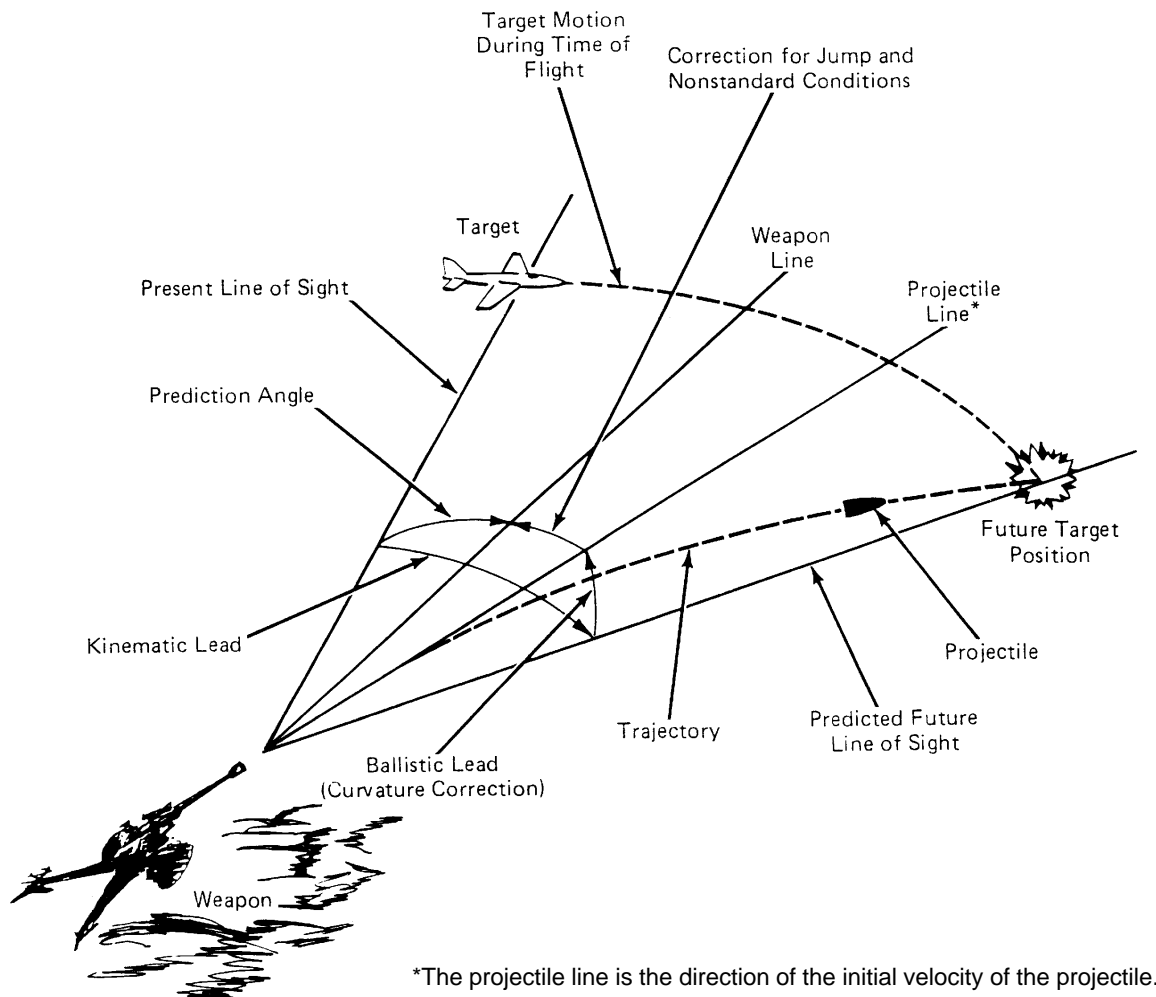 Target Motion
During Time of
Flight
Correction for Jump and
Nonstandard Conditions
Target
Weapon
Line
Present Line of Sight
Projectile
Line*
Prediction Angle
Future Target
Position
Kinematic Lead
Projectile
Trajectory
Predicted Future
Line of Sight
Ballistic Lead
(Curvature Correction)
Weapon
*The projectile line is the direction of the initial velocity of the projectile.